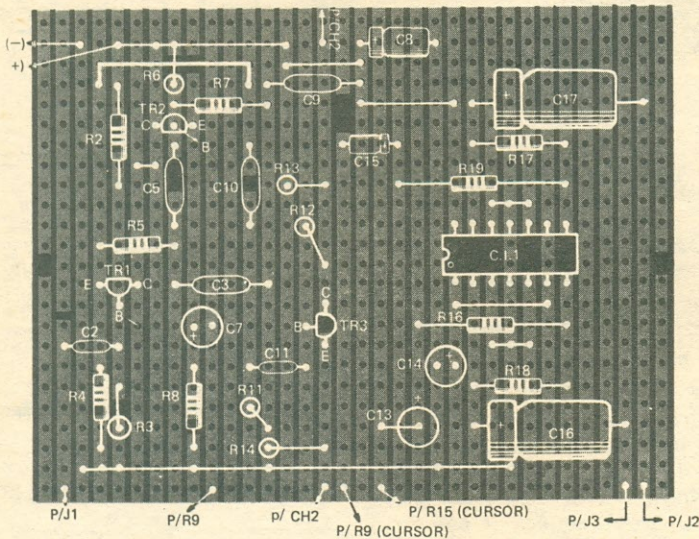 P/CH2
(—)
+)
C8
R6
R7
C9
C17
TR2
C
E
B
R2
C15
R17
R13
R19
C5
C10
R12
R5
C.I.1
TR1
E
C
B
C3
C
R16
C7
B
TR3
E
C2
C11
C14
R18
R4
R8
R11
C13
R3
C16
R14
P/J1
P/R9
p/ CH2
P/R9 (CURSOR)
P/R15 (CURSOR)
P/J3
P/J2